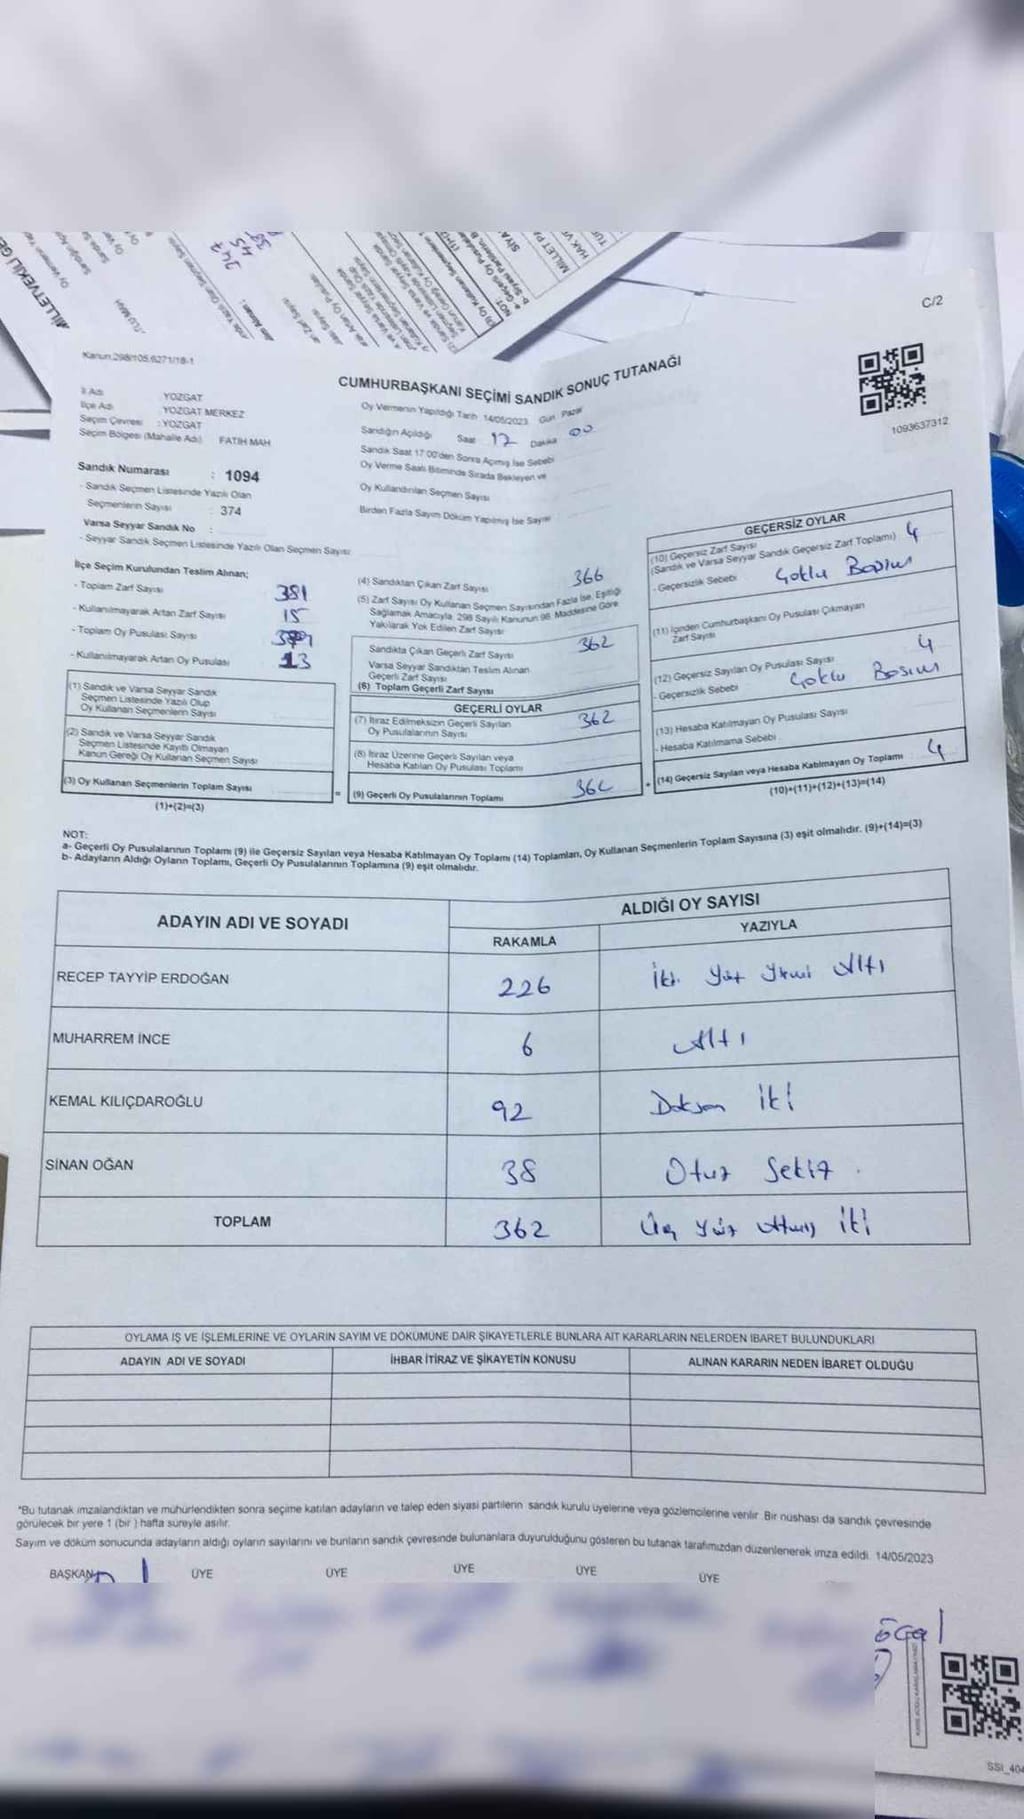 C/2
Kanun:298/105,6271/18-1
CUMHURBAŞKANI SEÇİMİ SANDIK SONUÇ TUTANAĞI
1093637312
İl Adı YOZGAT
İlçe Adı YOZGAT MERKEZ
Seçim Çevresi : YOZGAT
Seçim Bölgesi (Mahalle Adı) FATİH MAH
Sandık Numarası : 1094
- Sandık Seçmen Listesinde Yazılı Olan
Seçmenlerin Sayısı : 374
Varsa Seyyar Sandık No :
- Seyyar Sandık Seçmen Listesinde Yazılı Olan Seçmen Sayısı:
Oy Vermenin Yapıldığı Tarih 14/05/2023 Gün Pazar
Sandığın Açıldığı Saat 17 Dakika 00
Sandık Saat 17 00'den Sonra Açımış İse Sebebi
Oy Verme Saati Bitiminde Sırada Bekleyen ve
Oy Kullandırılan Seçmen Sayısı
Birden Fazla Sayım Döküm Yapılmış İse Sayısı
İlçe Seçim Kurulundan Teslim Alınan;
- Toplam Zarf Sayısı 381
- Kullanılmayarak Artan Zarf Sayısı 15
- Toplam Oy Pusulası Sayısı
- Kullanılmayarak Artan Oy Pusulası 13
(1) Sandık ve Varsa Seyyar Sandık
Seçmen Listesinde Yazılı Olup
Oy Kullanan Seçmenlerin Sayısı
(2) Sandık ve Varsa Seyyar Sandık
Seçmen Listesinde Kayıtlı Olmayan
Kanun Gereği Oy Kullanan Seçmen Sayısı
(3) Oy Kullanan Seçmenlerin Toplam Sayısı
(1)+(2)=(3)
(4) Sandıktan Çıkan Zarf Sayısı 366
(5) Zarf Sayısı Oy Kullanan Seçmen Sayısından Fazla İse, Eşitliği
Sağlamak Amacıyla, 298 Sayılı Kanunun 98. Maddesine Göre
Yakılarak Yok Edilen Zarf Sayısı
Sandıkta Çıkan Geçerli Zarf Sayısı 362
Varsa Seyyar Sandıktan Teslim Alınan
Geçerli Zarf Sayısı
(6) Toplam Geçerli Zarf Sayısı
GEÇERLİ OYLAR
(7) İtiraz Edilmeksizin Geçerli Sayılan
Oy Pusulalarının Sayısı 362
(8) İtiraz Üzerine Geçerli Sayılan veya
Hesaba Katılan Oy Pusulası Toplamı
= (9) Geçerli Oy Pusulalarının Toplamı 362
GEÇERSİZ OYLAR
(10) Geçersiz Zarf Sayısı
(Sandık ve Varsa Seyyar Sandık Geçersiz Zarf Toplamı) 4
- Geçersizlik Sebebi Çoklu Basım
(11) İçinden Cumhurbaşkanı Oy Pusulası Çıkmayan
Zarf Sayısı
(12) Geçersiz Sayılan Oy Pusulası Sayısı 4
- Geçersizlik Sebebi Çoklu Basım
(13) Hesaba Katılmayan Oy Pusulası Sayısı
- Hesaba Katılmama Sebebi
+ (14) Geçersiz Sayılan veya Hesaba Katılmayan Oy Toplamı 4
(10)+(11)+(12)+(13)=(14)
NOT:
a- Geçerli Oy Pusulalarının Toplamı (9) ile Geçersiz Sayılan veya Hesaba Katılmayan Oy Toplamı (14) Toplamları, Oy Kullanan Seçmenlerin Toplam Sayısına (3) eşit olmalıdır. (9)+(14)=(3)
b- Adayların Aldığı Oyların Toplamı, Geçerli Oy Pusulalarının Toplamına (9) eşit olmalıdır.
ADAYIN ADI VE SOYADI ALDIĞI OY SAYISI
RAKAMLA YAZIYLA
RECEP TAYYİP ERDOĞAN 226 İki Yüz Yirmi Altı
MUHARREM İNCE 6 Altı
KEMAL KILIÇDAROĞLU 92 Doksan İki
SİNAN OĞAN 38 Otuz Sekiz
TOPLAM 362 Üç Yüz Altmış İki
OYLAMA İŞ VE İŞLEMLERİNE VE OYLARIN SAYIM VE DÖKÜMÜNE DAİR ŞİKAYETLERLE BUNLARA AİT KARARLARIN NELERDEN İBARET BULUNDUKLARI
ADAYIN ADI VE SOYADI İHBAR İTİRAZ VE ŞİKAYETİN KONUSU ALINAN KARARIN NEDEN İBARET OLDUĞU
*Bu tutanak imzalandıktan ve mühürlendikten sonra seçime katılan adayların ve talep eden siyasi partilerin sandık kurulu üyelerine veya gözlemcilerine verilir. Bir nüshası da sandık çevresinde
görülecek bir yere 1 (bir ) hafta süreyle asılır.
Sayım ve döküm sonucunda adayların aldığı oyların sayılarını ve bunların sandık çevresinde bulunanlara duyurulduğunu gösteren bu tutanak tarafımızdan düzenlenerek imza edildi. 14/05/2023
BAŞKAN ÜYE ÜYE ÜYE ÜYE ÜYE
SSI_404